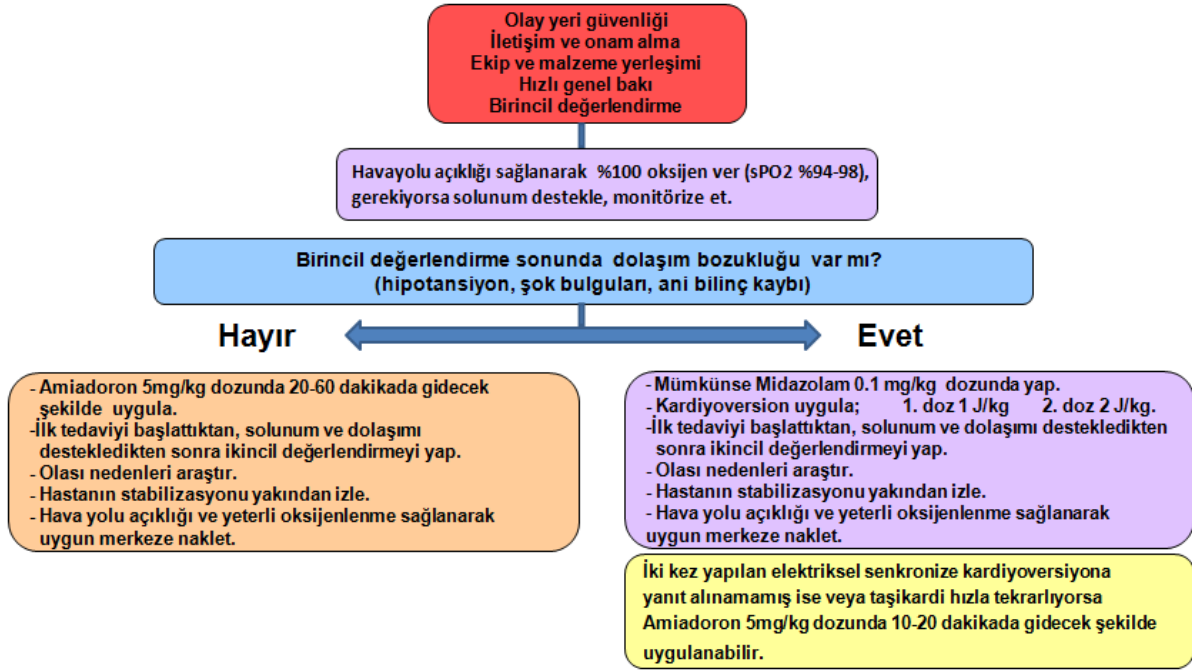 Olay yeri güvenliği
İletişim ve onam alma
Ekip ve malzeme yerleşimi
Hızlı genel bakı
Birincil değerlendirme
Havayolu açıklığı sağlanarak %100 oksijen ver (sPO2 %94-98),
gerekiyorsa solunum destekle, monitörize et.
Birincil değerlendirme sonunda dolaşım bozukluğu var mı?
(hipotansiyon, şok bulguları, ani bilinç kaybı)
Hayır
Evet
- Amiadoron 5mg/kg dozunda 20-60 dakikada gidecek
şekilde uygula.
-İlk tedaviyi başlattıktan, solunum ve dolaşımı
destekledikten sonra ikincil değerlendirmeyi yap.
- Olası nedenleri araştır.
- Hastanın stabilizasyonu yakından izle.
- Hava yolu açıklığı ve yeterli oksijenlenme sağlanarak
uygun merkeze naklet.
- Mümkünse Midazolam 0.1 mg/kg dozunda yap.
- Kardiyoversion uygula; 1. doz 1 J/kg 2. doz 2 J/kg.
-İlk tedaviyi başlattıktan, solunum ve dolaşımı destekledikten
sonra ikincil değerlendirmeyi yap.
- Olası nedenleri araştır.
- Hastanın stabilizasyonu yakından izle.
- Hava yolu açıklığı ve yeterli oksijenlenme sağlanarak
uygun merkeze naklet.
İki kez yapılan elektriksel senkronize kardiyoversiyona
yanıt alınamamış ise veya taşikardi hızla tekrarlıyorsa
Amiadoron 5mg/kg dozunda 10-20 dakikada gidecek şekilde
uygulanabilir.